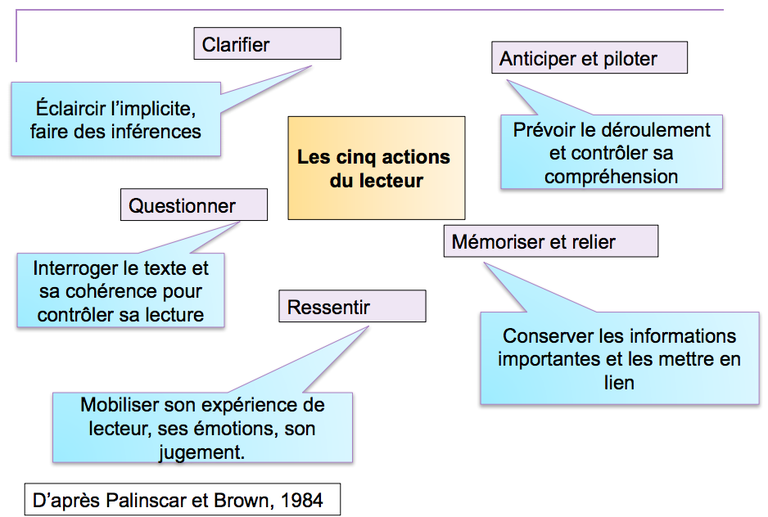 Clarifier
Anticiper et piloter
Éclaircir l’implicite,
faire des inférences
Prévoir le déroulement
et contrôler sa
compréhension
Les cinq actions
du lecteur
Questionner
Mémoriser et relier
Interroger le texte et
sa cohérence pour
contrôler sa lecture
Ressentir
Conserver les informations
importantes et les mettre en
lien
Mobiliser son expérience de
lecteur, ses émotions, son
jugement.
D’après Palinscar et Brown, 1984